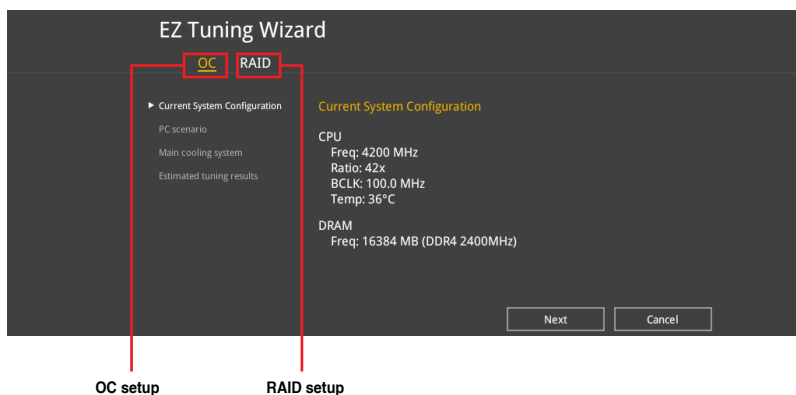 EZ Tuning Wizard
OC RAID
Current System Configuration
PC scenario
Main cooling system
Estimated tuning results
Current System Configuration
CPU
Freq: 4200 MHz
Ratio: 42x
BCLK: 100.0 MHz
Temp: 36°C
DRAM
Freq: 16384 MB (DDR4 2400MHz)
Next Cancel
OC setup RAID setup